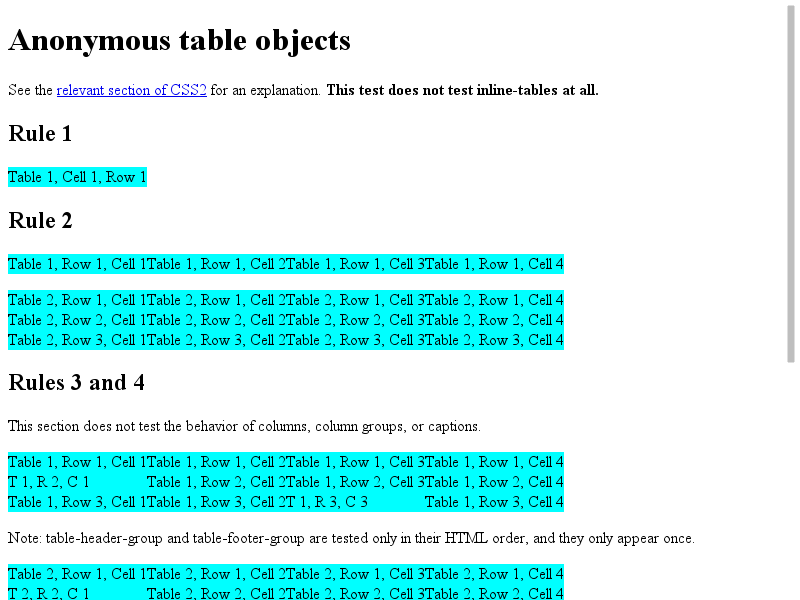 Anonymous table objects
See the relevant section of CSS2 for an explanation. This test does not test inline-tables at all.
Rule 1
Table 1, Cell 1, Row 1
Rule 2
Table 1, Row 1, Cell 1Table 1, Row 1, Cell 2Table 1, Row 1, Cell 3Table 1, Row 1, Cell 4
Table 2, Row 1, Cell 1Table 2, Row 1, Cell 2Table 2, Row 1, Cell 3Table 2, Row 1, Cell 4
Table 2, Row 2, Cell 1Table 2, Row 2, Cell 2Table 2, Row 2, Cell 3Table 2, Row 2, Cell 4
Table 2, Row 3, Cell 1Table 2, Row 3, Cell 2Table 2, Row 3, Cell 3Table 2, Row 3, Cell 4
Rules 3 and 4
This section does not test the behavior of columns, column groups, or captions.
Table 1, Row 1, Cell 1Table 1, Row 1, Cell 2Table 1, Row 1, Cell 3Table 1, Row 1, Cell 4
T 1, R 2, C 1 Table 1, Row 2, Cell 2Table 1, Row 2, Cell 3Table 1, Row 2, Cell 4
Table 1, Row 3, Cell 1Table 1, Row 3, Cell 2T 1, R 3, C 3 Table 1, Row 3, Cell 4
Note: table-header-group and table-footer-group are tested only in their HTML order, and they only appear once.
Table 2, Row 1, Cell 1Table 2, Row 1, Cell 2Table 2, Row 1, Cell 3Table 2, Row 1, Cell 4
T 2, R 2, C 1 Table 2, Row 2, Cell 2Table 2, Row 2, Cell 3Table 2, Row 2, Cell 4